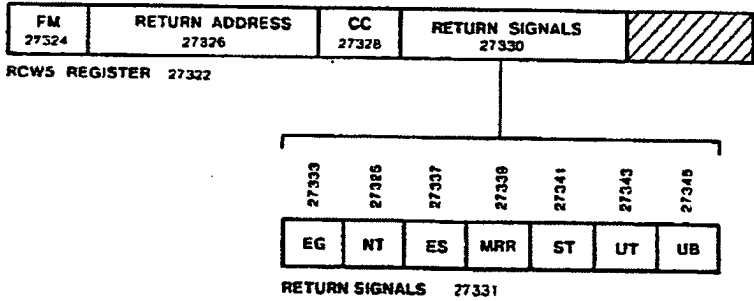 FM RETURN ADDRESS CC RETURN SIGNALS
27324 27326 27328 27330
RCWS REGISTER 27322
27333 27335 27337 27339 27341 27343 27345
EG NT ES MRR ST UT UB
RETURN SIGNALS 27331